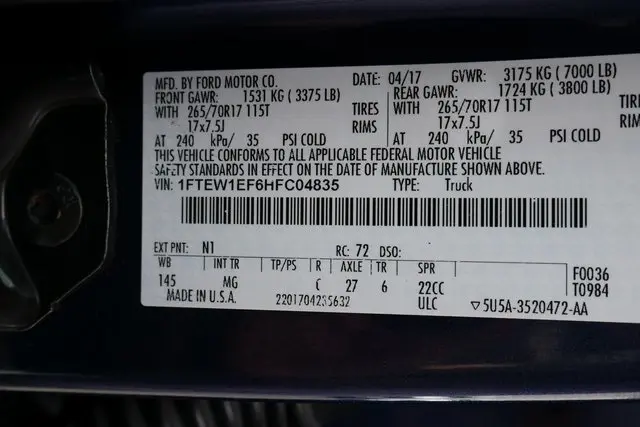 MFD. BY FORD MOTOR CO. DATE: 04/17 GVWR: 3175 KG ( 7000 LB)
FRONT GAWR: 1531 KG ( 3375 LB) REAR GAWR: 1724 KG ( 3800 LB)
WITH 265/70R17 115T TIRES WITH 265/70R17 115T
17x7.5J RIMS 17x7.5J
AT 240 kPa/ 35 PSI COLD AT 240 kPa/ 35 PSI COLD
THIS VEHICLE CONFORMS TO ALL APPLICABLE FEDERAL MOTOR VEHICLE
SAFETY STANDARDS IN EFFECT ON THE DATE OF MANUFACTURE SHOWN ABOVE.
VIN: 1FTEW1EF6HFC04835 TYPE: Truck
EXT PNT: N1 RC: 72 DSO:
WB INT TR TP/PS R AXLE TR SPR F0036
145 MG C 27 6 22CC T0984
MADE IN U.S.A. 2201704235632 ULC ▽5U5A-3520472-AA